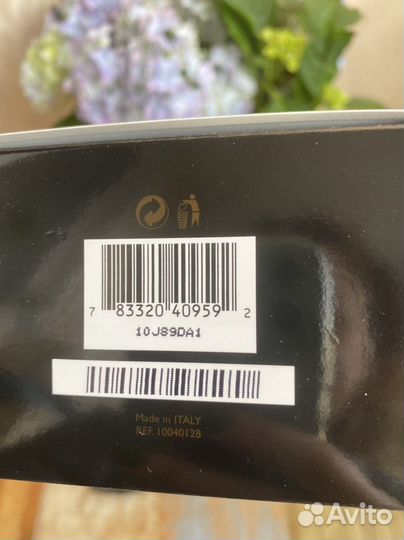 7 83320 40959 2
10J89DA1
Made in ITALY
REF. 10040128
Avito